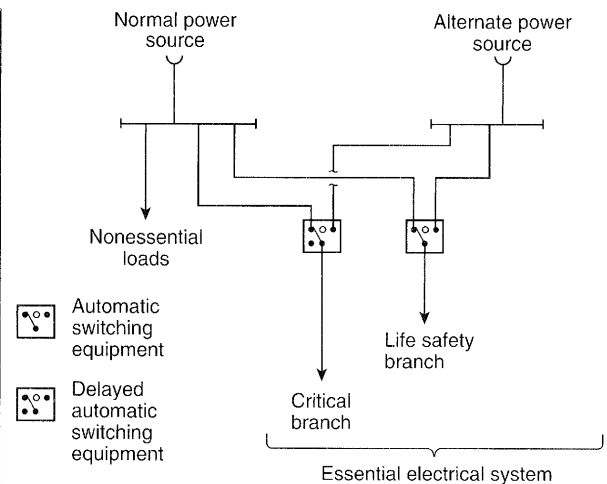 Normal power
source
Alternate power
source
Nonessential
loads
Automatic
switching
equipment
Delayed
automatic
switching
equipment
Life safety
branch
Critical
branch
Essential electrical system